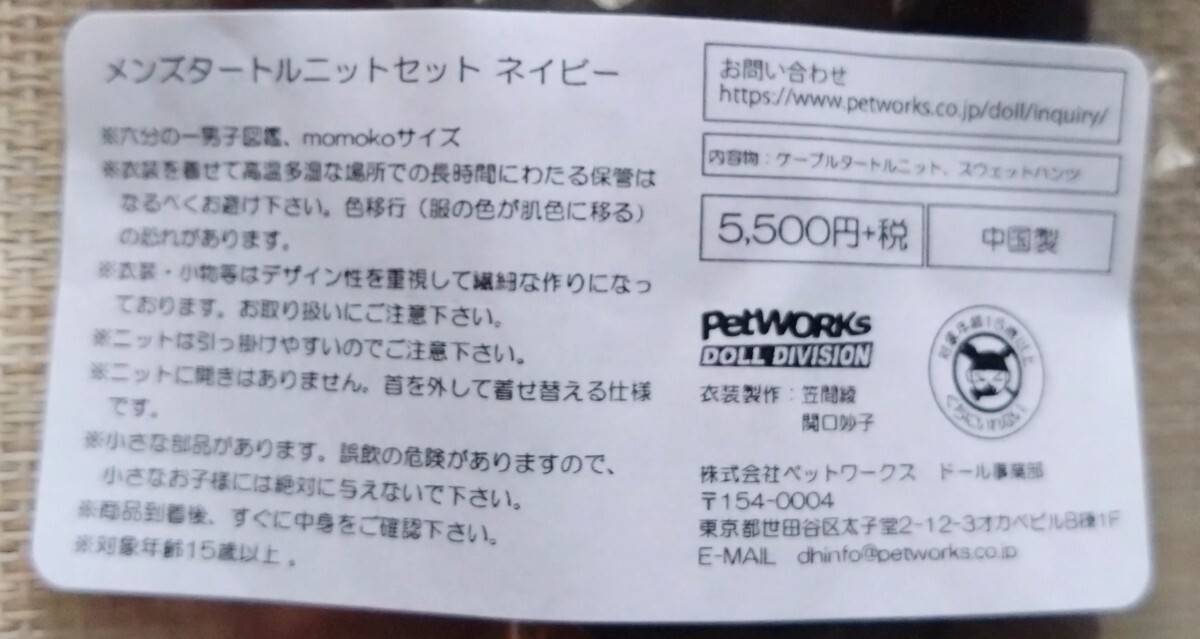 メンズタートルニットセット ネイビー
※六分の一男子図鑑、momokoサイズ
※衣装を着せて高温多湿な場所での長時間にわたる保管は
なるべくお避け下さい。色移行（服の色が肌色に移る）
の恐れがあります。
※衣装・小物等はデザイン性を重視して繊細な作りになっ
ております。お取り扱いにご注意下さい。
※ニットは引っ掛けやすいのでご注意下さい。
※ニットに開きはありません。首を外して着せ替える仕様
です。
※小さな部品があります。誤飲の危険がありますので、
小さなお子様には絶対に与えないで下さい。
※商品到着後、すぐに中身をご確認下さい。
※対象年齢15歳以上 。
お問い合わせ
https://www.petworks.co.jp/doll/inquiry/
内容物：ケーブルタートルニット、スウェットパンツ
5,500円+税
中国製
PetWORKs
DOLL DIVISION
衣装製作：笠間綾
関口妙子
対象年齢15歳以上
くちにいれない
株式会社ペットワークス ドール事業部
〒154-0004
東京都世田谷区太子堂2-12-3オカベビルB棟1F
E-MAIL dhinfo@petworks.co.jp